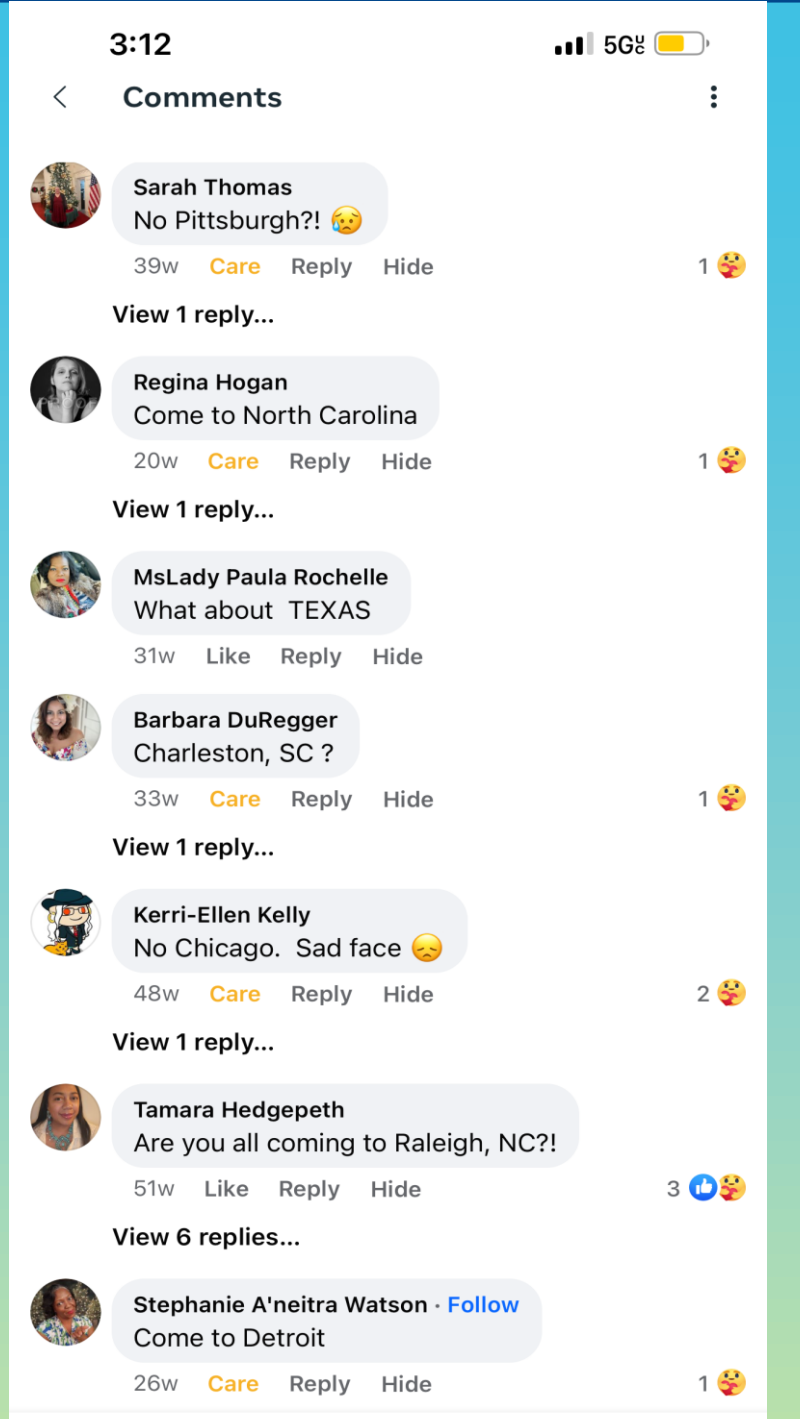 3:12 5G UC
Comments
Sarah Thomas
No Pittsburgh?! 😥
39w Care Reply Hide 1
View 1 reply...
Regina Hogan
Come to North Carolina
20w Care Reply Hide 1
View 1 reply...
MsLady Paula Rochelle
What about  TEXAS
31w Like Reply Hide
Barbara DuRegger
Charleston, SC ?
33w Care Reply Hide 1
View 1 reply...
Kerri-Ellen Kelly
No Chicago.  Sad face 😞
48w Care Reply Hide 2
View 1 reply...
Tamara Hedgepeth
Are you all coming to Raleigh, NC?!
51w Like Reply Hide 3
View 6 replies...
Stephanie A'neitra Watson · Follow
Come to Detroit
26w Care Reply Hide 1